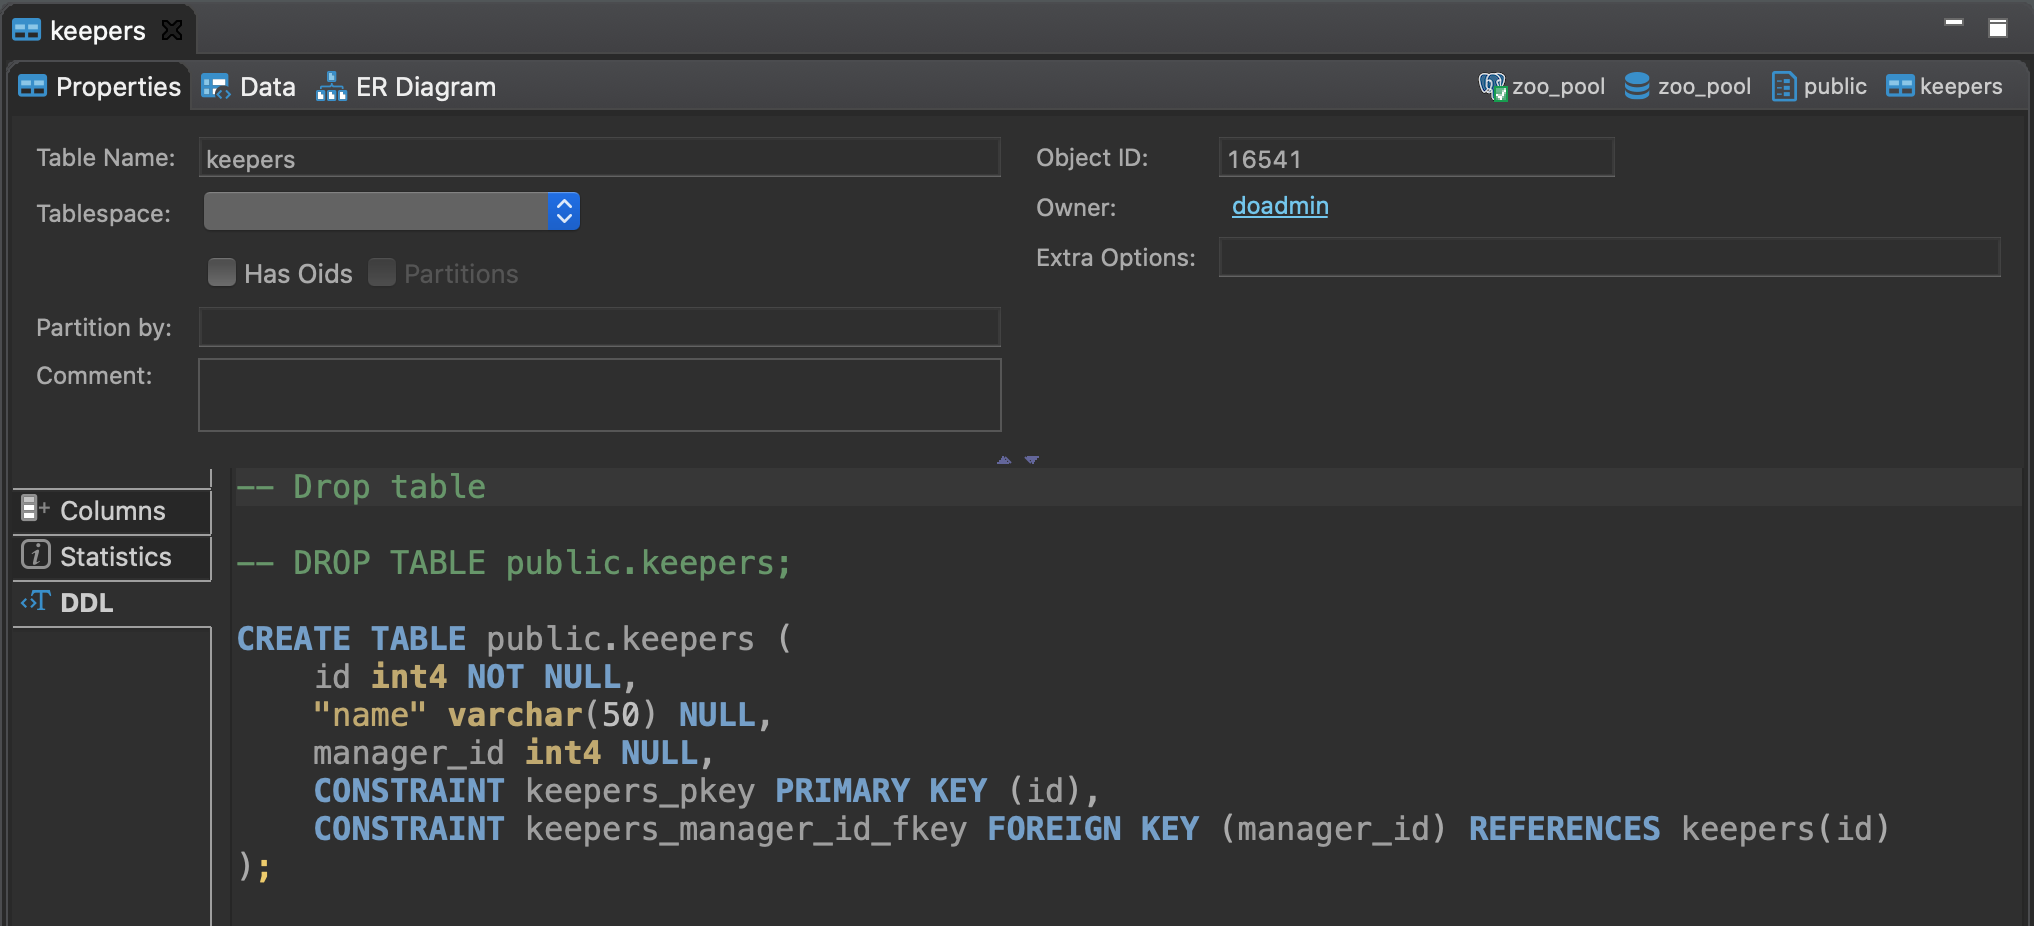 keepers
Properties Data ER Diagram zoo_pool zoo_pool public keepers
Table Name: keepers Object ID: 16541
Tablespace: Owner: doadmin
Has Oids Partitions Extra Options:
Partition by:
Comment:
Columns
Statistics
DDL
-- Drop table
-- DROP TABLE public.keepers;
CREATE TABLE public.keepers (
id int4 NOT NULL,
"name" varchar(50) NULL,
manager_id int4 NULL,
CONSTRAINT keepers_pkey PRIMARY KEY (id),
CONSTRAINT keepers_manager_id_fkey FOREIGN KEY (manager_id) REFERENCES keepers(id)
);